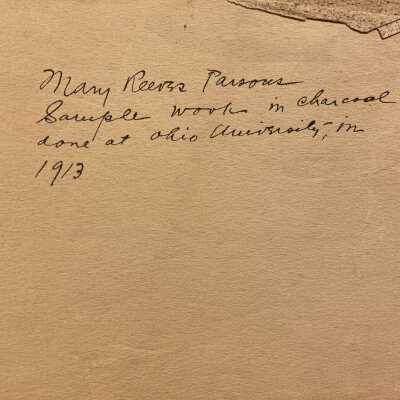 Mary Reeves Parsons
Sample work in charcoal
done at Ohio University, in
1913